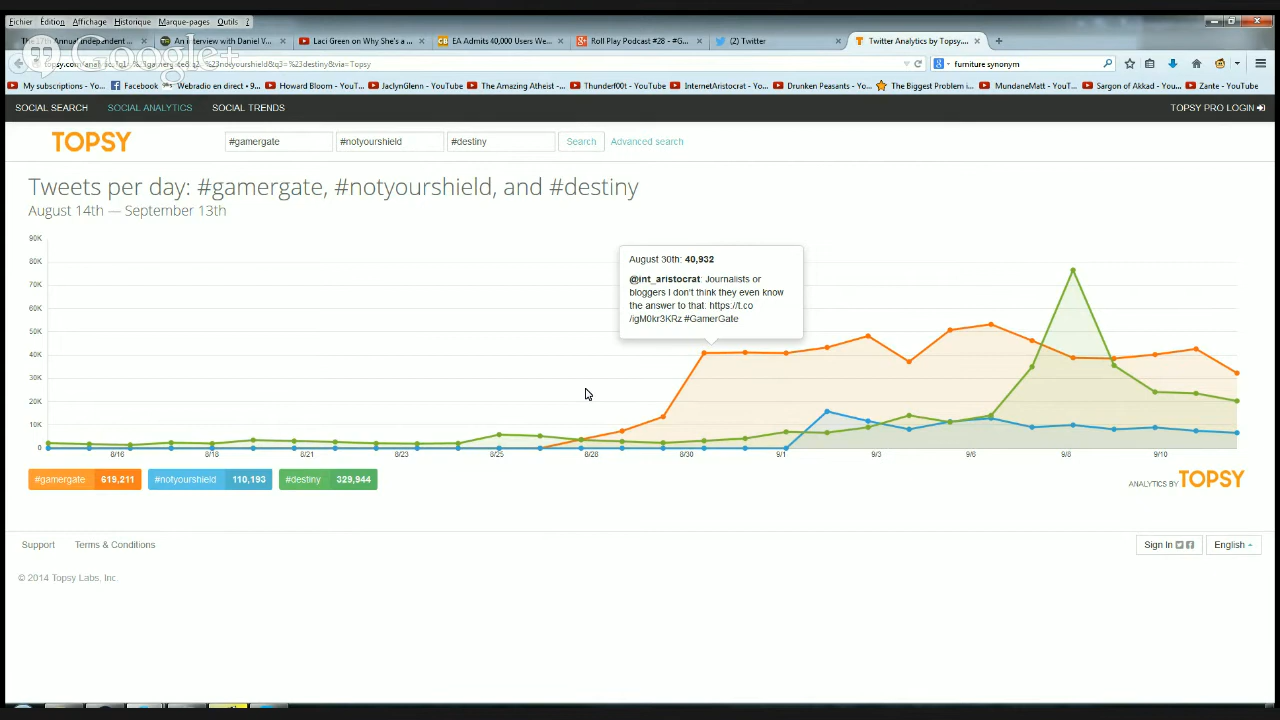 Fichier Édition Affichage Historique Marque-pages Outils ?
The 17th Annual Independent
An interview with Daniel V...
Laci Green on Why She's a ...
EA Admits 40,000 Users We...
Roll Play Podcast #28 - #G...
(2) Twitter
Twitter Analytics by Topsy,...
Google+
furniture synonym
My subscriptions - Yo...
Facebook
Webradio en direct • 9...
Howard Bloom - YouT...
JaclynGlenn - YouTube
The Amazing Atheist - ...
Thunderf00t - YouTube
InternetAristocrat - Yo...
Drunken Peasants - Yo...
The Biggest Problem i...
MundaneMatt - YouT...
Sargon of Akkad - You...
Zante - YouTube
SOCIAL SEARCH SOCIAL ANALYTICS SOCIAL TRENDS
TOPSY PRO LOGIN
TOPSY
#gamergate #notyourshield #destiny Search Advanced search
Tweets per day: #gamergate, #notyourshield, and #destiny
August 14th — September 13th
90K
80K
70K
60K
50K
40K
30K
20K
10K
0
August 30th: 40,932
@int_aristocrat: Journalists or
bloggers I don't think they even know
the answer to that: https://t.co
/igM0kr3KRz #GamerGate
8/16 8/18 8/21 8/23 8/25 8/28 8/30 9/1 9/3 9/6 9/8 9/10
#gamergate 619,211 #notyourshield 110,193 #destiny 329,944
ANALYTICS BY TOPSY
Support Terms & Conditions
Sign In English
© 2014 Topsy Labs, Inc.